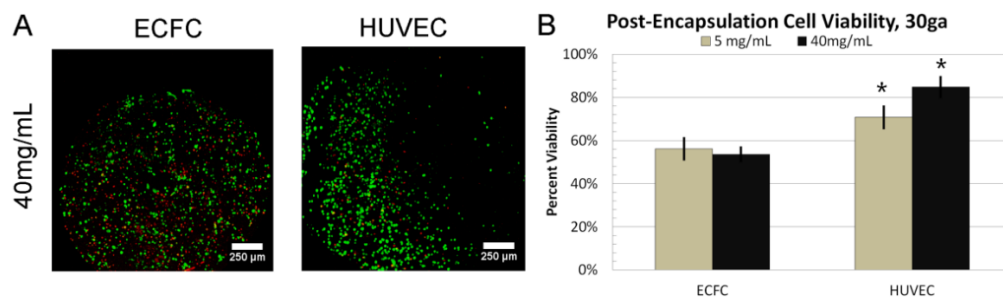 A
ECFC
HUVEC
40mg/mL
250 µm
250 µm
B
Post-Encapsulation Cell Viability, 30ga
5 mg/mL
40mg/mL
Percent Viability
100%
80%
60%
40%
20%
0%
*
*
ECFC
HUVEC